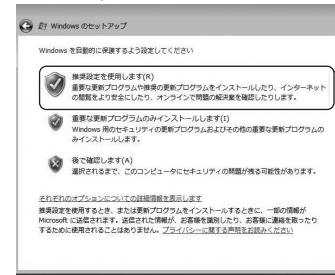 Windows のセットアップ
Windows を自動的に保護するよう設定してください
推奨設定を使用します(R)
重要な更新プログラムや推奨の更新プログラムをインストールしたり、インターネット
の閲覧をより安全にしたり、オンラインで問題の解決策を確認したりします。
重要な更新プログラムのみインストールします(I)
Windows 用のセキュリティの更新プログラムおよびその他の重要な更新プログラムの
みインストールします。
後で確認します(A)
選択されるまで、このコンピュータにセキュリティの問題が残る可能性があります。
それぞれのオプションについての詳細情報を表示します
推奨設定を使用するとき、または更新プログラムをインストールするときに、一部の情報が
Microsoft に送信されます。送信された情報が、お客様を識別したり、お客様に連絡を取ったり
するために使用されることはありません。プライバシーに関する声明をお読みください